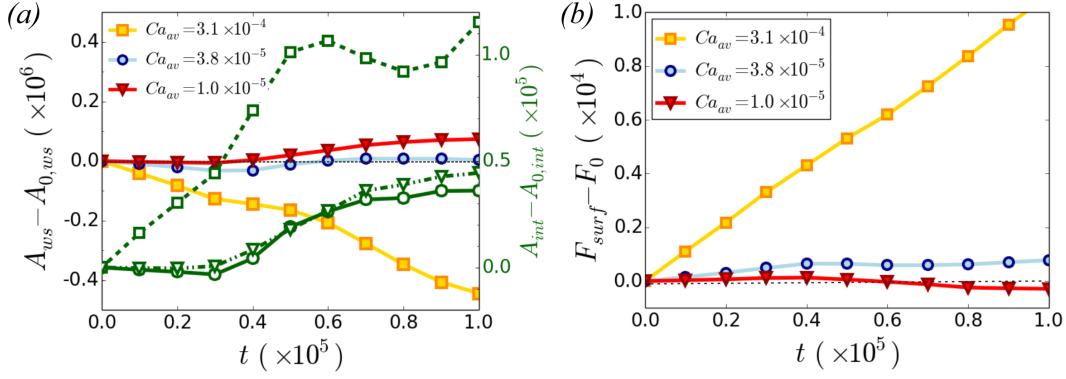 (a)
Ca_av = 3.1 ×10^-4
Ca_av = 3.8 ×10^-5
Ca_av = 1.0 ×10^-5
A_ws − A_0,ws ( ×10^6)
0.4
0.2
0.0
-0.2
-0.4
A_int − A_0,int ( ×10^5)
1.0
0.5
0.0
0.0 0.2 0.4 0.6 0.8 1.0
t ( ×10^5)
(b)
Ca_av = 3.1 ×10^-4
Ca_av = 3.8 ×10^-5
Ca_av = 1.0 ×10^-5
F_surf − F_0 ( ×10^4)
1.0
0.8
0.6
0.4
0.2
0.0
0.0 0.2 0.4 0.6 0.8 1.0
t ( ×10^5)